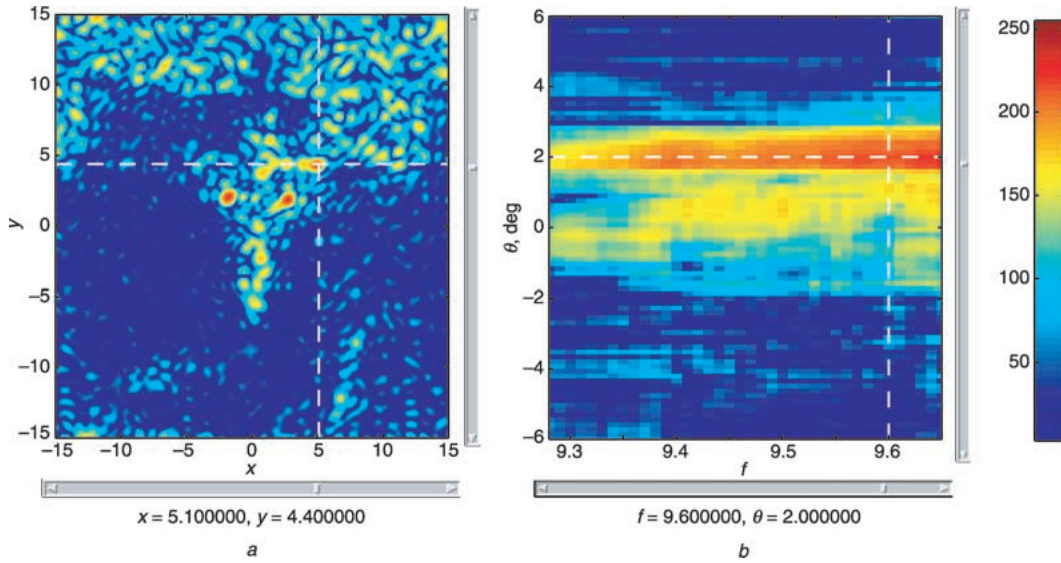 15
10
5
0
−5
−10
−15
y
−15 −10 −5 0 5 10 15
x
x = 5.100000, y = 4.400000
a
6
4
2
0
−2
−4
−6
θ, deg
9.3 9.4 9.5 9.6
f
f = 9.600000, θ = 2.000000
b
250
200
150
100
50